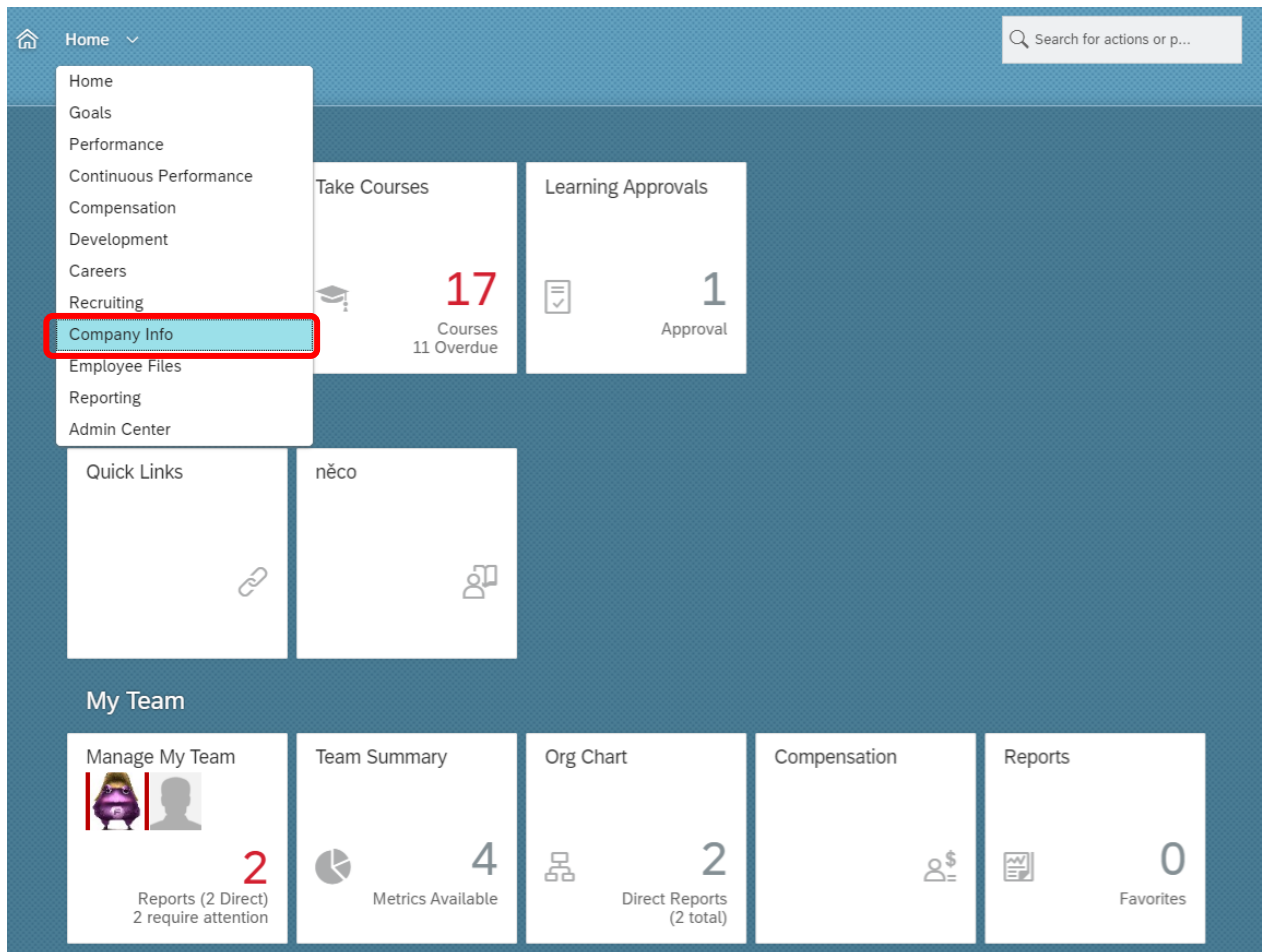 Home
Search for actions or p...
Home
Goals
Performance
Continuous Performance
Compensation
Development
Careers
Recruiting
Company Info
Employee Files
Reporting
Admin Center
Take Courses
17
Courses
11 Overdue
Learning Approvals
1
Approval
Quick Links
něco
My Team
Manage My Team
2
Reports (2 Direct)
2 require attention
Team Summary
4
Metrics Available
Org Chart
2
Direct Reports
(2 total)
Compensation
Reports
0
Favorites